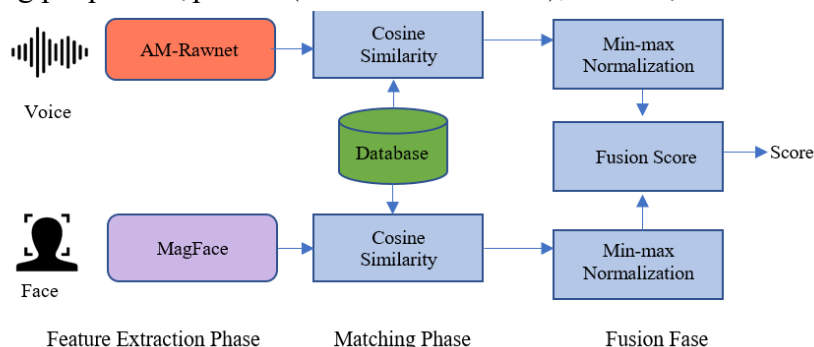 Voice
AM-Rawnet
Cosine
Similarity
Min-max
Normalization
Database
Fusion Score
Score
Face
MagFace
Cosine
Similarity
Min-max
Normalization
Feature Extraction Phase
Matching Phase
Fusion Fase